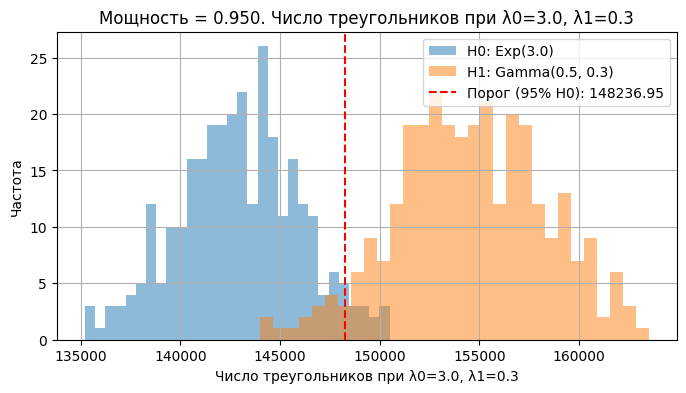 Мощность = 0.950. Число треугольников при λ0=3.0, λ1=0.3
H0: Exp(3.0)
H1: Gamma(0.5, 0.3)
Порог (95% H0): 148236.95
Частота
25
20
15
10
5
0
135000 140000 145000 150000 155000 160000
Число треугольников при λ0=3.0, λ1=0.3